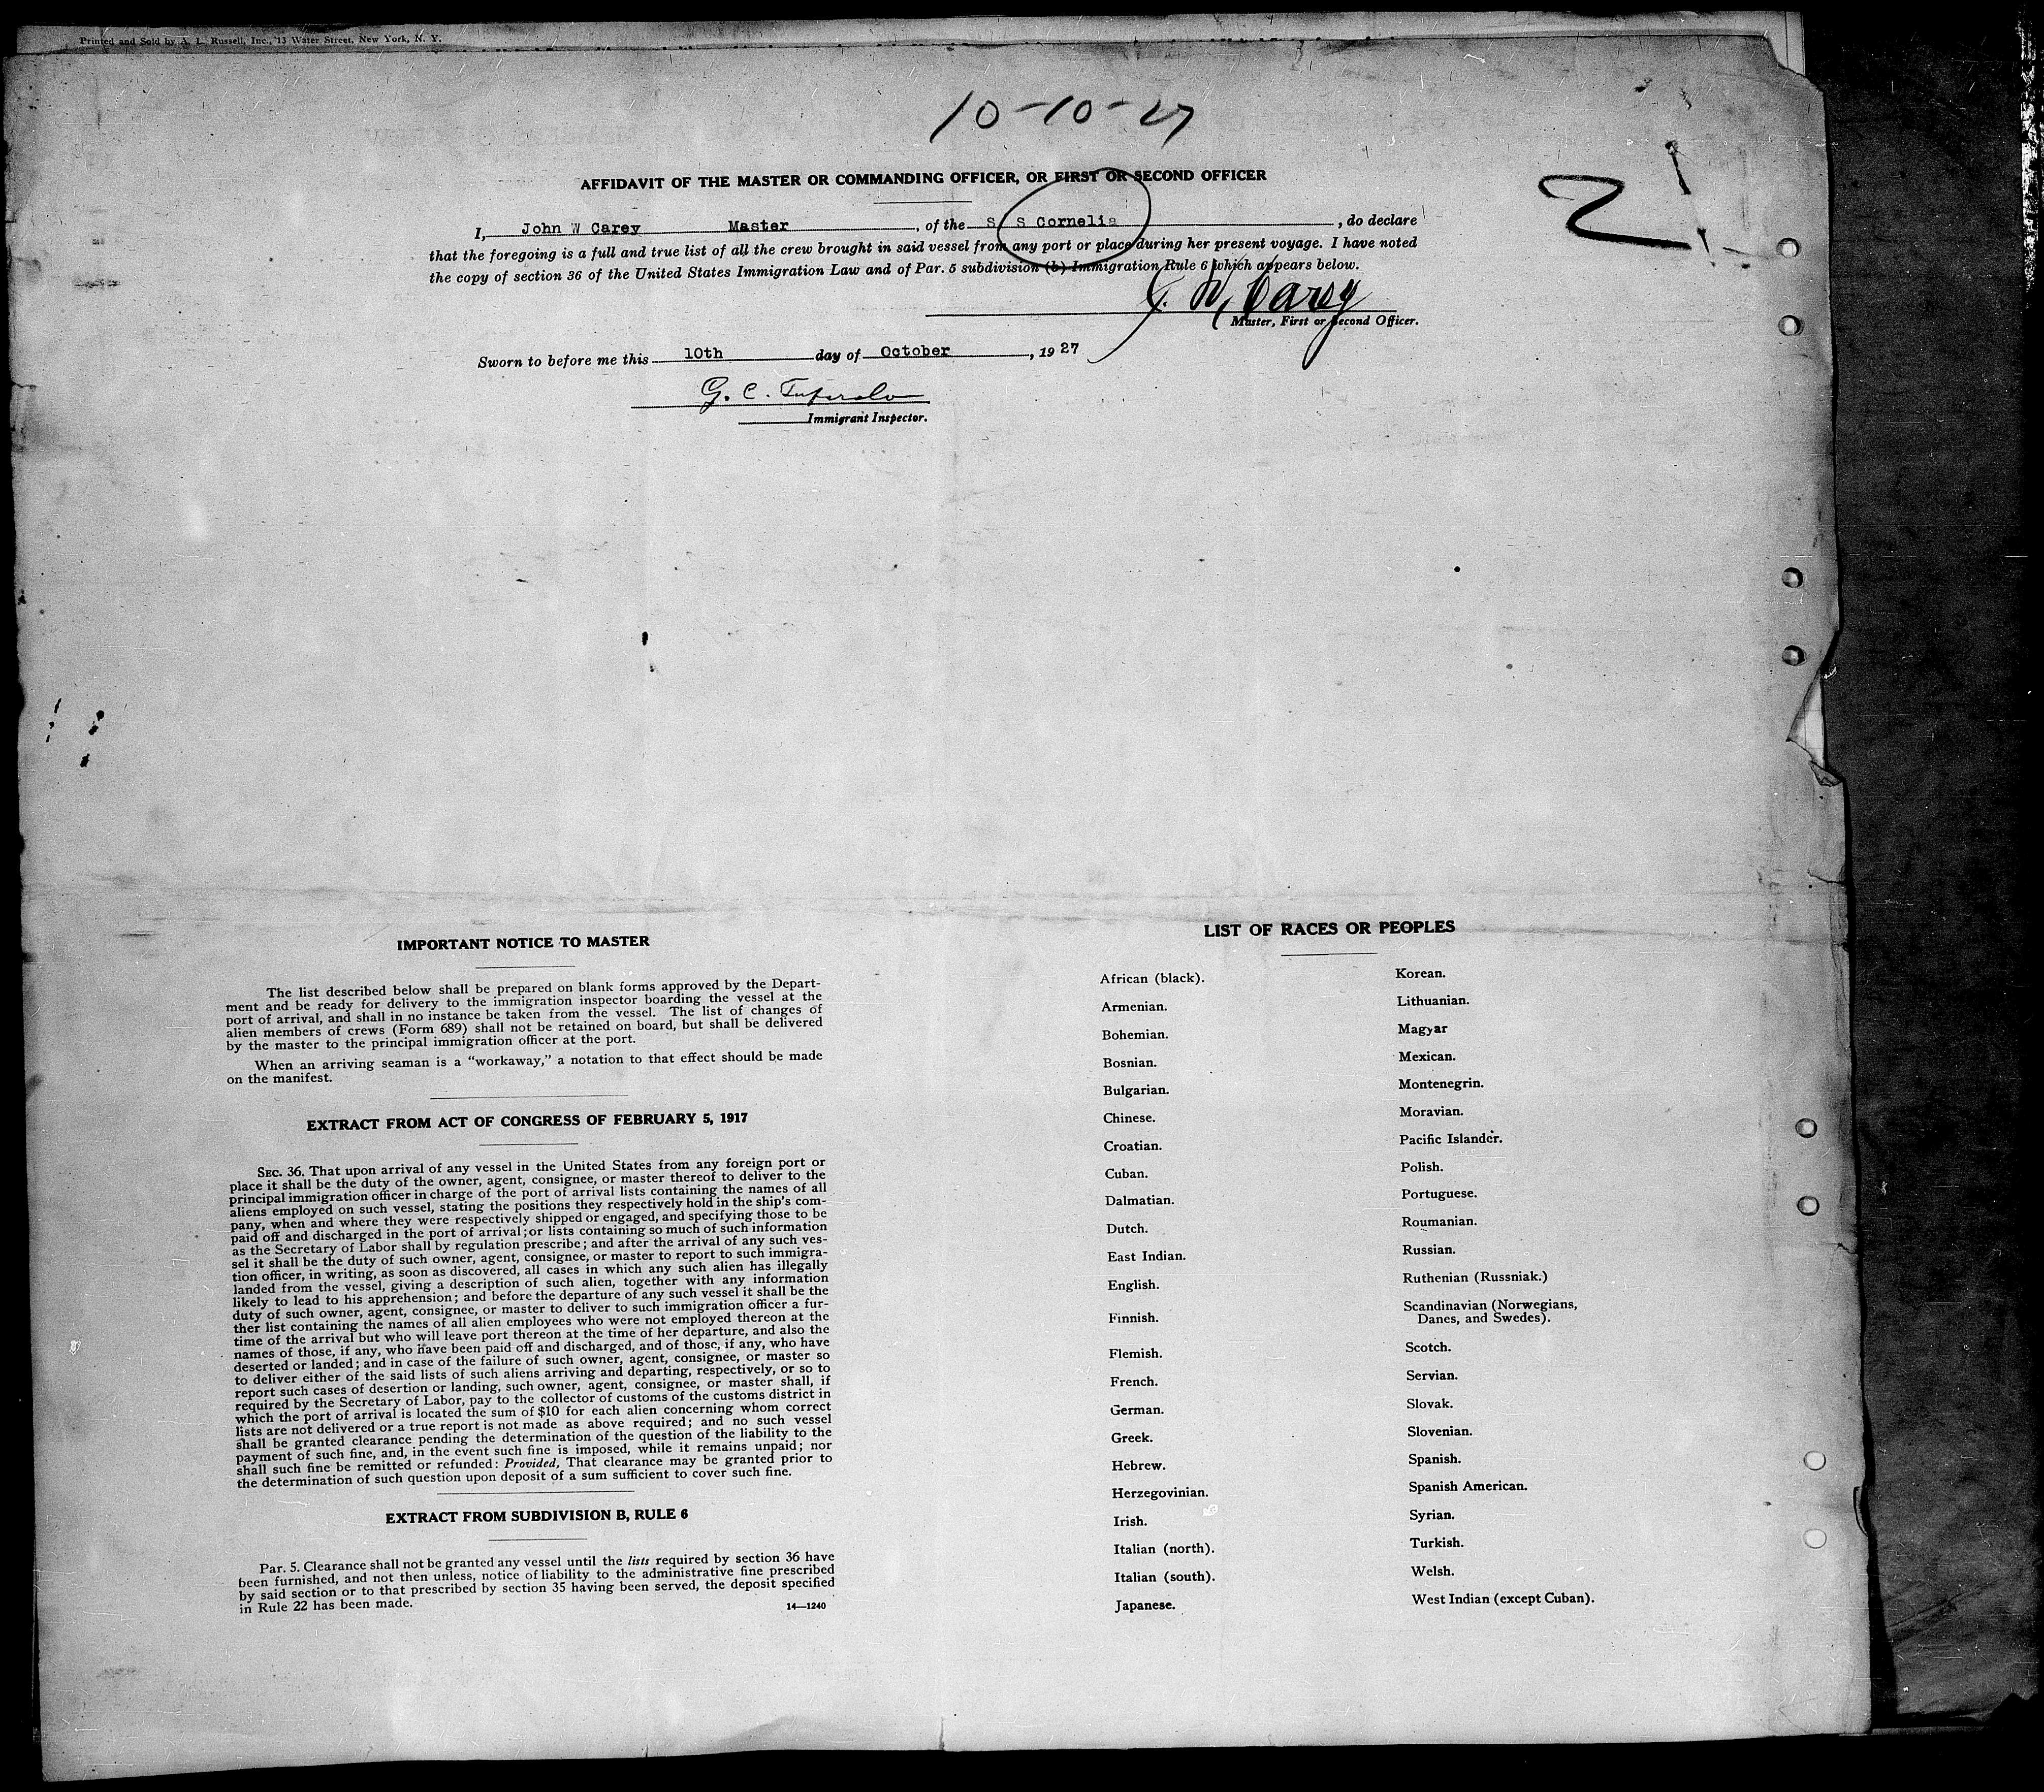 Printed and Sold by A. L. Russell, Inc., 13 Water Street, New York, N. Y.
10-10-27
AFFIDAVIT OF THE MASTER OR COMMANDING OFFICER, OR FIRST OR SECOND OFFICER
I, John W Carey Master, of the S S Cornelia, do declare
that the foregoing is a full and true list of all the crew brought in said vessel from any port or place during her present voyage. I have noted
the copy of section 36 of the United States Immigration Law and of Par. 5 subdivision (b) Immigration Rule 6 which appears below.
J. W. Carey
Master, First or Second Officer.
Sworn to before me this 10th day of October, 1927
G. C.
Immigrant Inspector.
IMPORTANT NOTICE TO MASTER
The list described below shall be prepared on blank forms approved by the Depart-
ment and be ready for delivery to the immigration inspector boarding the vessel at the
port of arrival, and shall in no instance be taken from the vessel. The list of changes of
alien members of crews (Form 689) shall not be retained on board, but shall be delivered
by the master to the principal immigration officer at the port.
When an arriving seaman is a "workaway," a notation to that effect should be made
on the manifest.
EXTRACT FROM ACT OF CONGRESS OF FEBRUARY 5, 1917
SEC. 36. That upon arrival of any vessel in the United States from any foreign port or
place it shall be the duty of the owner, agent, consignee, or master thereof to deliver to the
principal immigration officer in charge of the port of arrival lists containing the names of all
aliens employed on such vessel, stating the positions they respectively hold in the ship's com-
pany, when and where they were respectively shipped or engaged, and specifying those to be
paid off and discharged in the port of arrival; or lists containing so much of such information
as the Secretary of Labor shall by regulation prescribe; and after the arrival of any such ves-
sel it shall be the duty of such owner, agent, consignee, or master to report to such immigra-
tion officer, in writing, as soon as discovered, all cases in which any such alien has illegally
landed from the vessel, giving a description of such alien, together with any information
likely to lead to his apprehension; and before the departure of any such vessel it shall be the
duty of such owner, agent, consignee, or master to deliver to such immigration officer a fur-
ther list containing the names of all alien employees who were not employed thereon at the
time of the arrival but who will leave port thereon at the time of her departure, and also the
names of those, if any, who have been paid off and discharged, and of those, if any, who have
deserted or landed; and in case of the failure of such owner, agent, consignee, or master so
to deliver either of the said lists of such aliens arriving and departing, respectively, or so to
report such cases of desertion or landing, such owner, agent, consignee, or master shall, if
required by the Secretary of Labor, pay to the collector of customs of the customs district in
which the port of arrival is located the sum of $10 for each alien concerning whom correct
lists are not delivered or a true report is not made as above required; and no such vessel
shall be granted clearance pending the determination of the question of the liability to the
payment of such fine, and, in the event such fine is imposed, while it remains unpaid; nor
shall such fine be remitted or refunded: Provided, That clearance may be granted prior to
the determination of such question upon deposit of a sum sufficient to cover such fine.
EXTRACT FROM SUBDIVISION B, RULE 6
Par. 5. Clearance shall not be granted any vessel until the lists required by section 36 have
been furnished, and not then unless, notice of liability to the administrative fine prescribed
by said section or to that prescribed by section 35 having been served, the deposit specified
in Rule 22 has been made.
14—1240
LIST OF RACES OR PEOPLES
African (black).
Armenian.
Bohemian.
Bosnian.
Bulgarian.
Chinese.
Croatian.
Cuban.
Dalmatian.
Dutch.
East Indian.
English.
Finnish.
Flemish.
French.
German.
Greek.
Hebrew.
Herzegovinian.
Irish.
Italian (north).
Italian (south).
Japanese.
Korean.
Lithuanian.
Magyar
Mexican.
Montenegrin.
Moravian.
Pacific Islander.
Polish.
Portuguese.
Roumanian.
Russian.
Ruthenian (Russniak.)
Scandinavian (Norwegians,
Danes, and Swedes).
Scotch.
Servian.
Slovak.
Slovenian.
Spanish.
Spanish American.
Syrian.
Turkish.
Welsh.
West Indian (except Cuban).